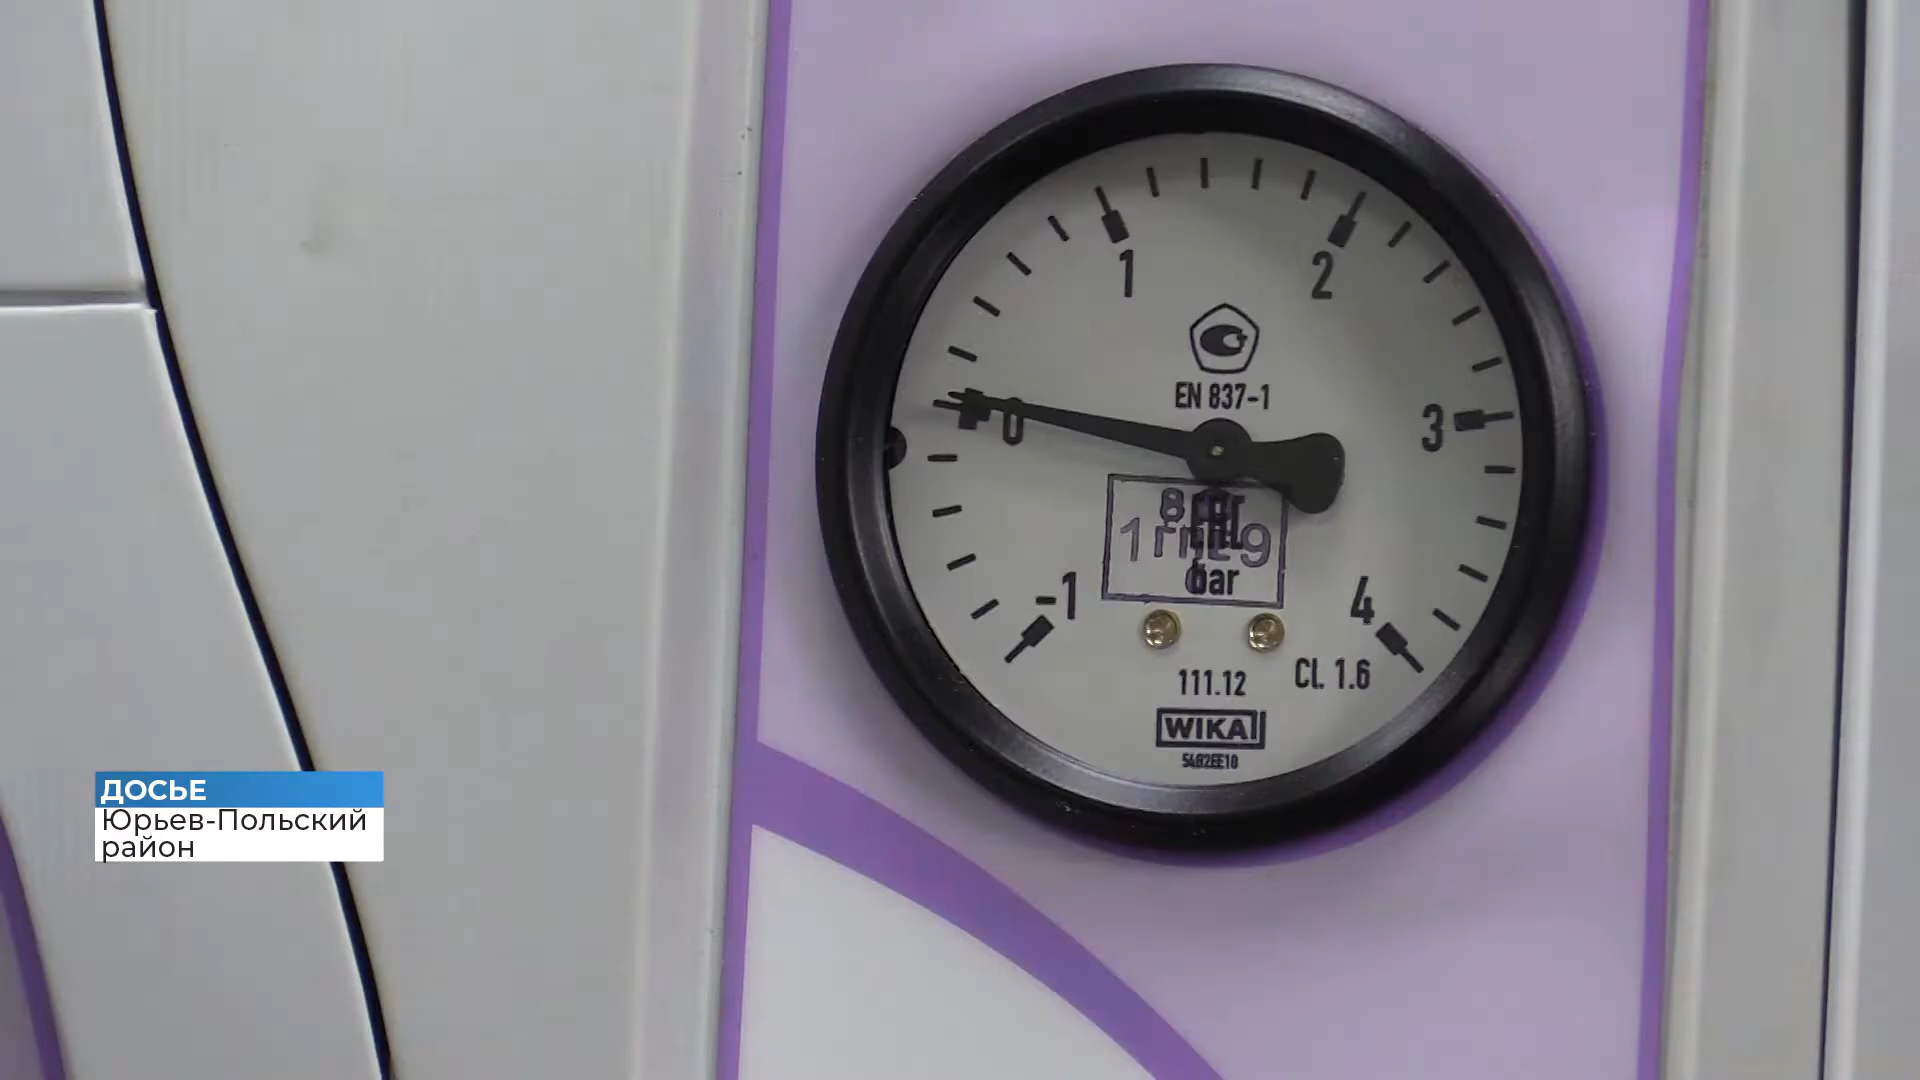 1
2
EN 837-1
0
3
bar
-1
4
111.12
CL. 1.6
WIKA
ДОСЬЕ
Юрьев-Польский
район